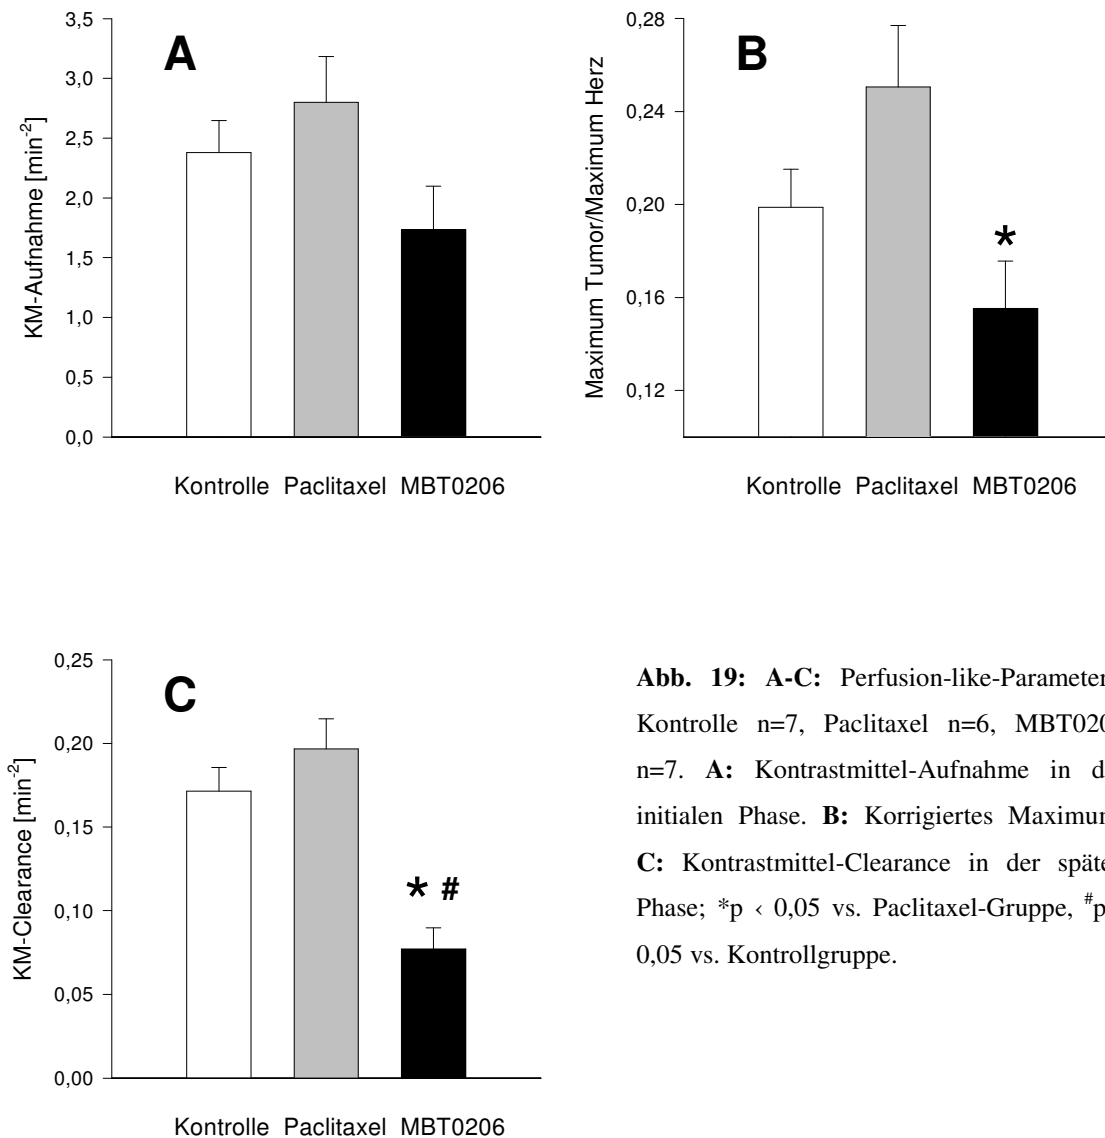 A
KM-Aufnahme [min-2]
3,5
3,0
2,5
2,0
1,5
1,0
0,5
0,0
Kontrolle Paclitaxel MBT0206
B
Maximum Tumor/Maximum Herz
0,28
0,24
0,20
0,16
0,12
*
Kontrolle Paclitaxel MBT0206
C
KM-Clearance [min-2]
0,25
0,20
0,15
0,10
0,05
0,00
* #
Kontrolle Paclitaxel MBT0206
Abb. 19: A-C: Perfusion-like-Parameter
Kontrolle n=7, Paclitaxel n=6, MBT020
n=7. A: Kontrastmittel-Aufnahme in d
initialen Phase. B: Korrigiertes Maximum
C: Kontrastmittel-Clearance in der späte
Phase; *p ‹ 0,05 vs. Paclitaxel-Gruppe, #p
0,05 vs. Kontrollgruppe.